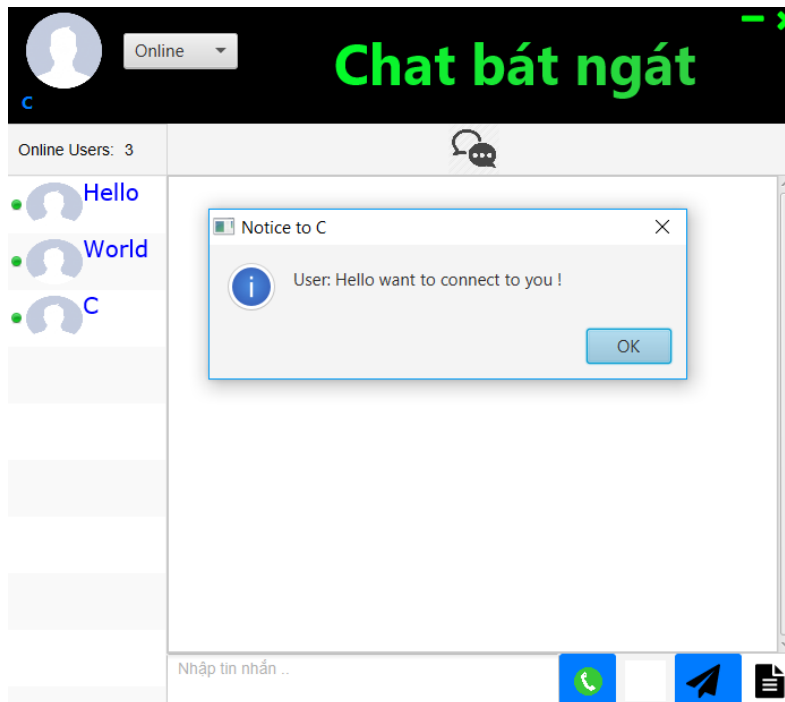 Online
Chat bát ngát
C
Online Users: 3
Hello
World
C
Notice to C
User: Hello want to connect to you !
OK
Nhập tin nhắn ..